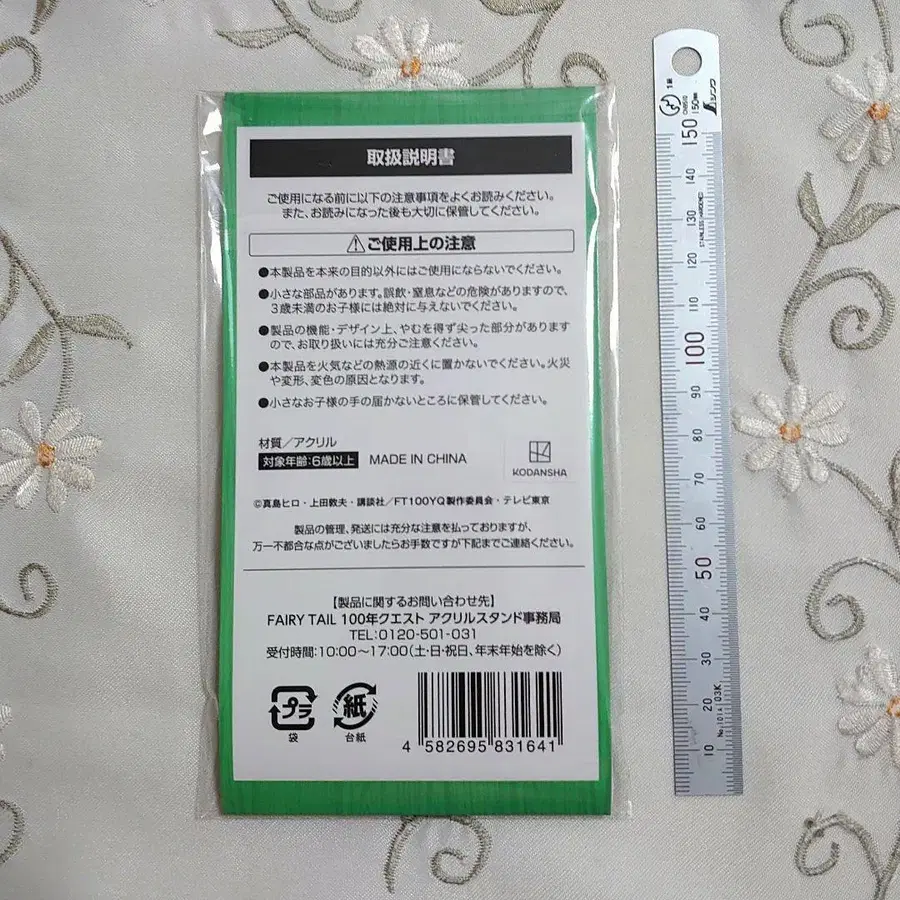 取扱説明書
ご使用になる前に以下の注意事項をよくお読みください。
また、お読みになった後も大切に保管してください。
ご使用上の注意
●本製品を本来の目的以外にはご使用にならないでください。
●小さな部品があります。誤飲・窒息などの危険がありますので、
3歳未満のお子様には絶対に与えないでください。
●製品の機能・デザイン上、やむを得ず尖った部分があります
ので、お取り扱いには充分ご注意ください。
●本製品を火気などの熱源の近くに置かないでください。火災
や変形、変色の原因となります。
●小さなお子様の手の届かないところに保管してください。
材質/アクリル
対象年齢:6歳以上 MADE IN CHINA
KODANSHA
©真島ヒロ・上田敦夫・講談社/FT100YQ製作委員会・テレビ東京
製品の管理、発送には充分な注意を払っておりますが、
万一不都合な点がございましたらお手数ですが下記までご連絡ください。
【製品に関するお問い合わせ先】
FAIRY TAIL 100年クエスト アクリルスタンド事務局
TEL:0120-501-031
受付時間:10:00〜17:00(土・日・祝日、年末年始を除く)
プラ
袋
紙
台紙
4 582695 831641
シンワ
150㎜
150
140
130
STAINLESS HARDENED
120
110
100
90
80
70
60
50
40
30
20
10